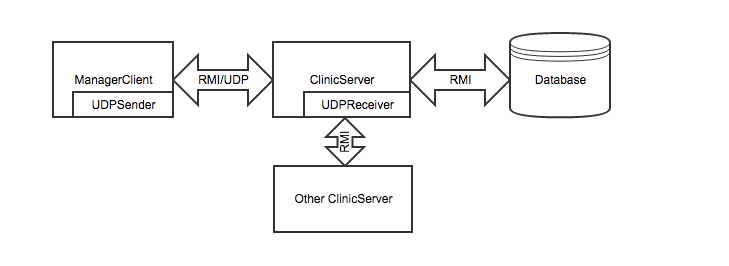 ManagerClient
UDPSender
RMI/UDP
ClinicServer
UDPReceiver
RMI
Database
RMI
Other ClinicServer